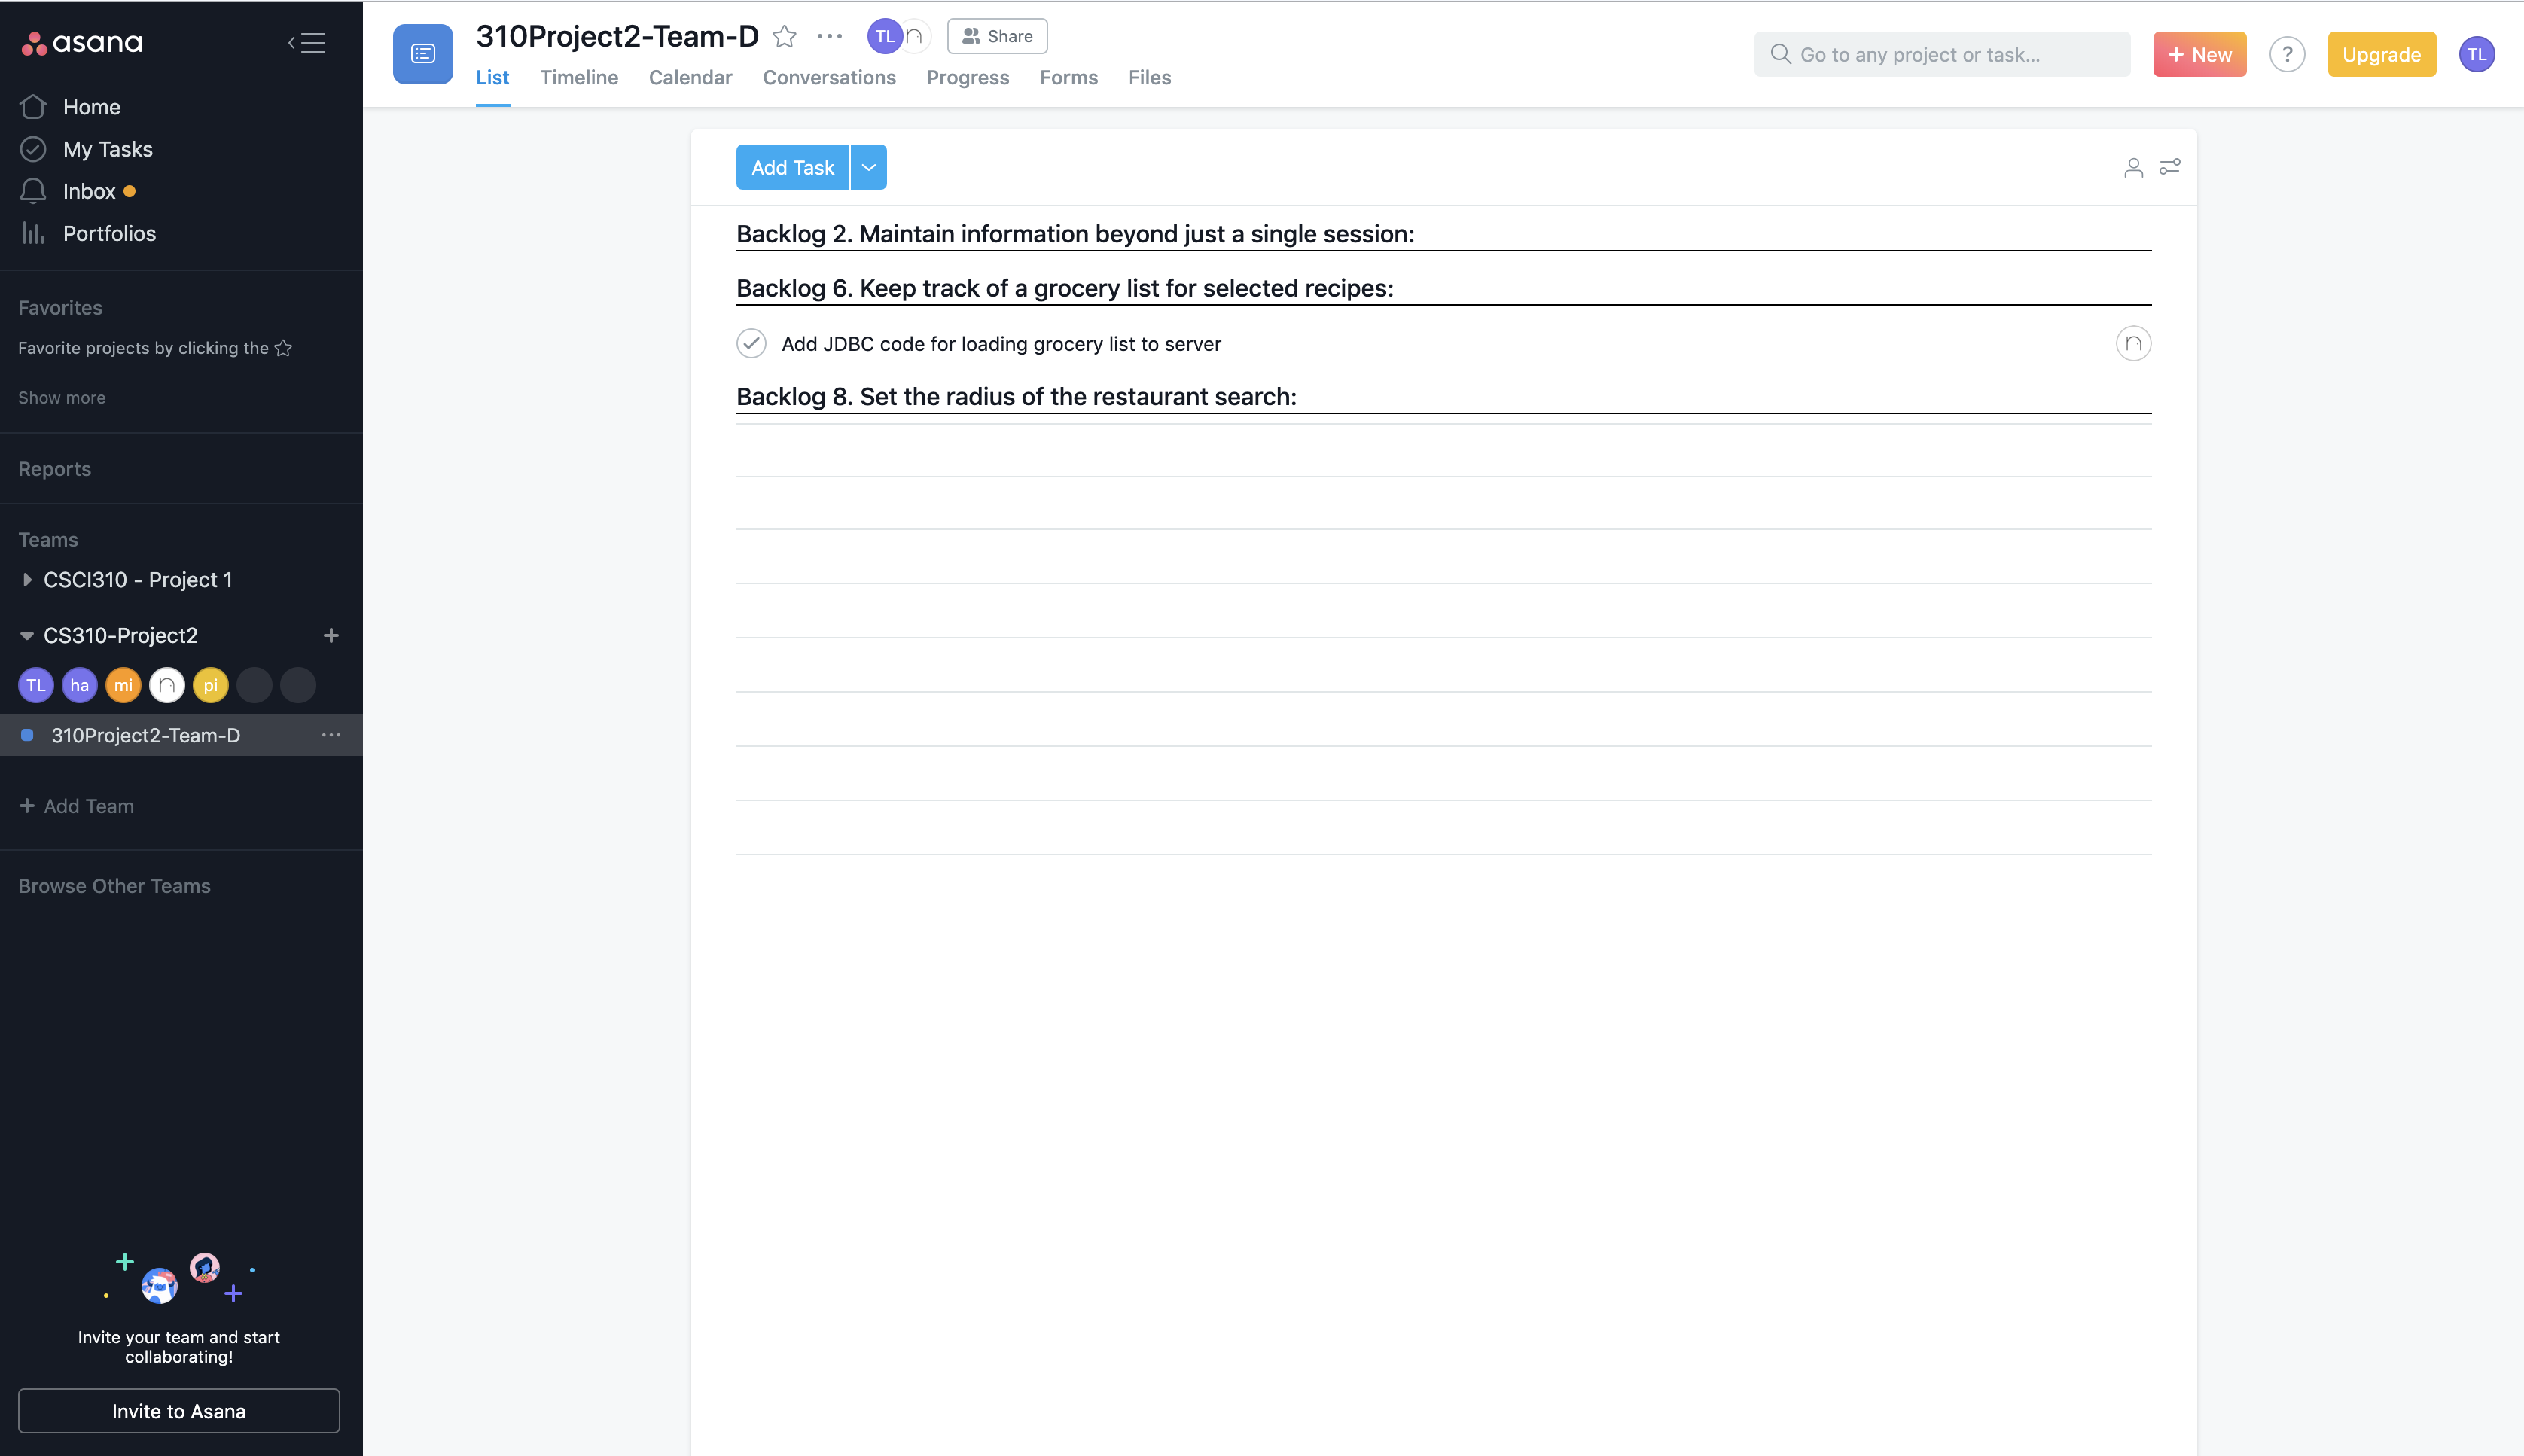 asana
Home
My Tasks
Inbox
Portfolios
Favorites
Favorite projects by clicking the
Show more
Reports
Teams
CSCI310 - Project 1
CS310-Project2
TL ha mi n pi
310Project2-Team-D
Add Team
Browse Other Teams
Invite your team and start
collaborating!
Invite to Asana
310Project2-Team-D
TL n
Share
List Timeline Calendar Conversations Progress Forms Files
Go to any project or task...
+ New
?
Upgrade
TL
Add Task
Backlog 2. Maintain information beyond just a single session:
Backlog 6. Keep track of a grocery list for selected recipes:
Add JDBC code for loading grocery list to server
n
Backlog 8. Set the radius of the restaurant search: